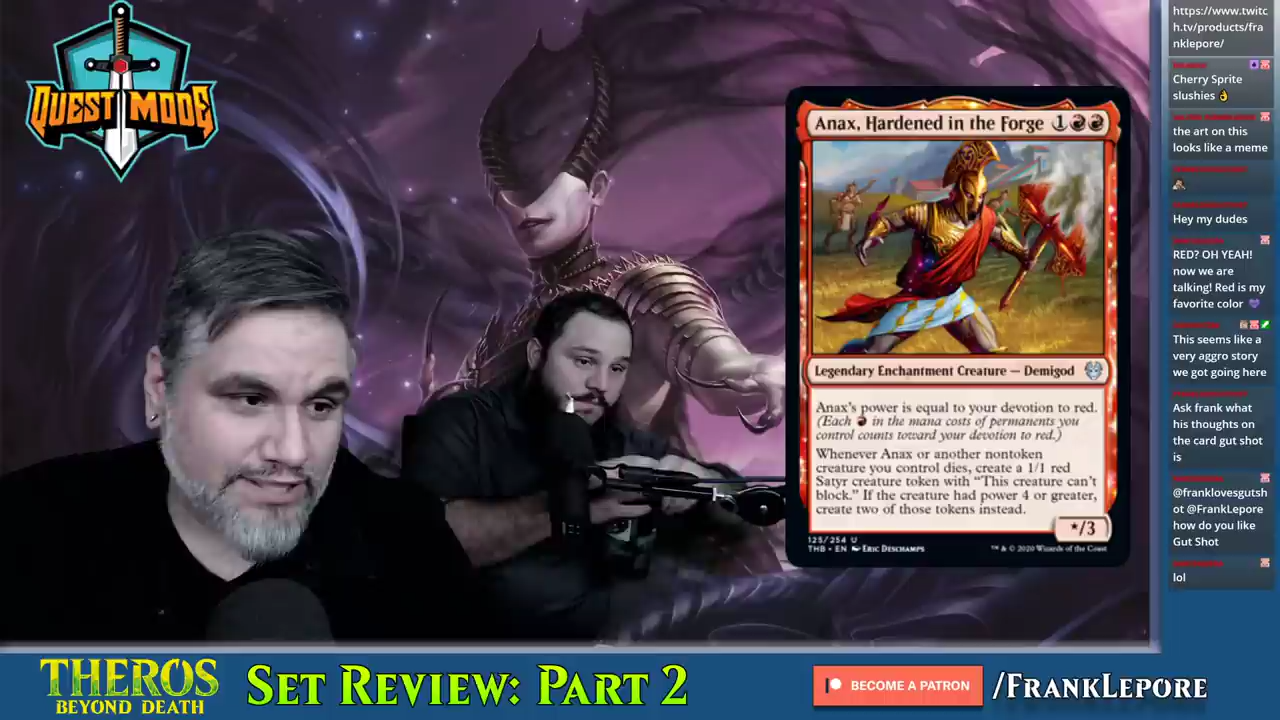 QUEST MODE
Anax, Hardened in the Forge 1
Legendary Enchantment Creature — Demigod
Anax's power is equal to your devotion to red.
(Each in the mana costs of permanents you
control counts toward your devotion to red.)
Whenever Anax or another nontoken
creature you control dies, create a 1/1 red
Satyr creature token with "This creature can't
block." If the creature had power 4 or greater,
create two of those tokens instead.
*/3
125/254 U
THB • EN Eric Deschamps
™ & © 2020 Wizards of the Coast
https://www.twitc
h.tv/products/fra
nklepore/
Cherry Sprite
slushies 👌
the art on this
looks like a meme
Hey my dudes
RED? OH YEAH!
now we are
talking! Red is my
favorite color 💜
This seems like a
very aggro story
we got going here
Ask frank what
his thoughts on
the card gut shot
is
@franklovesgutsh
ot @FrankLepore
how do you like
Gut Shot
lol
THEROS
BEYOND DEATH
SET REVIEW: PART 2
BECOME A PATRON
/FRANKLEPORE